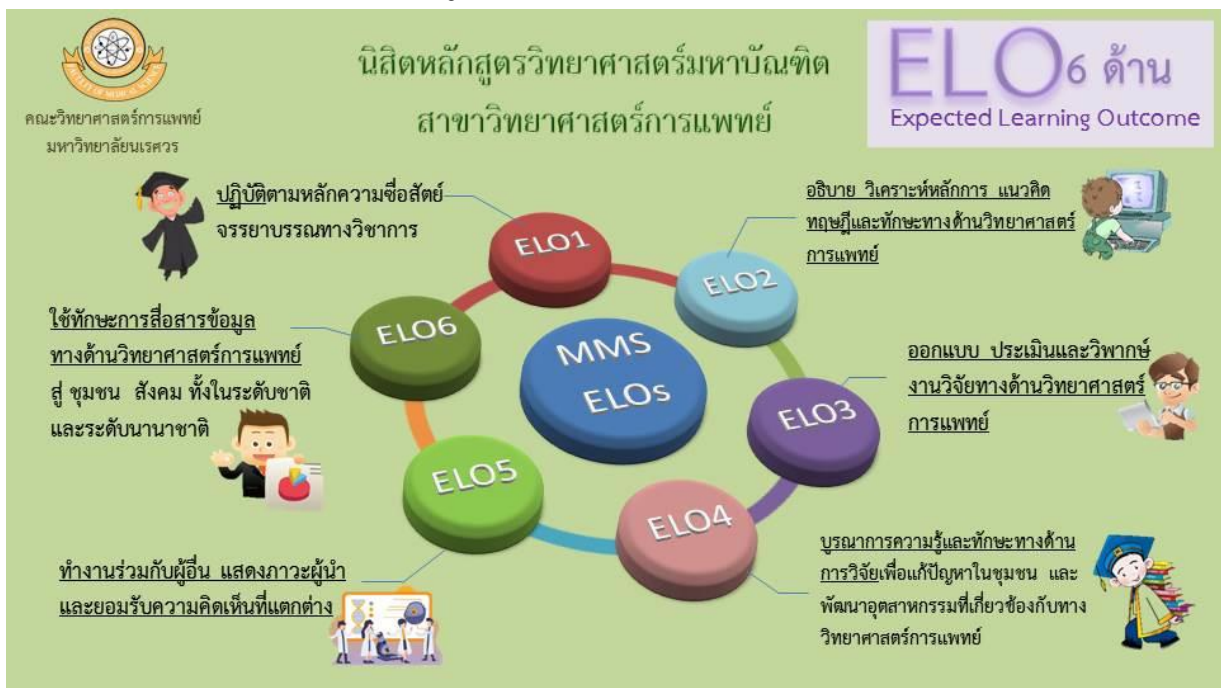 คณะวิทยาศาสตร์การแพทย์
มหาวิทยาลัยนเรศวร
นิสิตหลักสูตรวิทยาศาสตร์มหาบัณฑิต
สาขาวิทยาศาสตร์การแพทย์
ELO 6 ด้าน
Expected Learning Outcome
ปฏิบัติตามหลักความซื่อสัตย์
จรรยาบรรณทางวิชาการ
ELO1
อธิบาย วิเคราะห์หลักการ แนวคิด
ทฤษฎีและทักษะทางด้านวิทยาศาสตร์
การแพทย์
ELO2
ออกแบบ ประเมินและวิพากษ์
งานวิจัยทางด้านวิทยาศาสตร์
การแพทย์
ELO3
บูรณาการความรู้และทักษะทางด้าน
การวิจัยเพื่อแก้ปัญหาในชุมชน และ
พัฒนาอุตสาหกรรมที่เกี่ยวข้องกับทาง
วิทยาศาสตร์การแพทย์
ELO4
ทำงานร่วมกับผู้อื่น แสดงภาวะผู้นำ
และยอมรับความคิดเห็นที่แตกต่าง
ELO5
ใช้ทักษะการสื่อสารข้อมูล
ทางด้านวิทยาศาสตร์การแพทย์
สู่ ชุมชน สังคม ทั้งในระดับชาติ
และระดับนานาชาติ
ELO6
MMS
ELOs